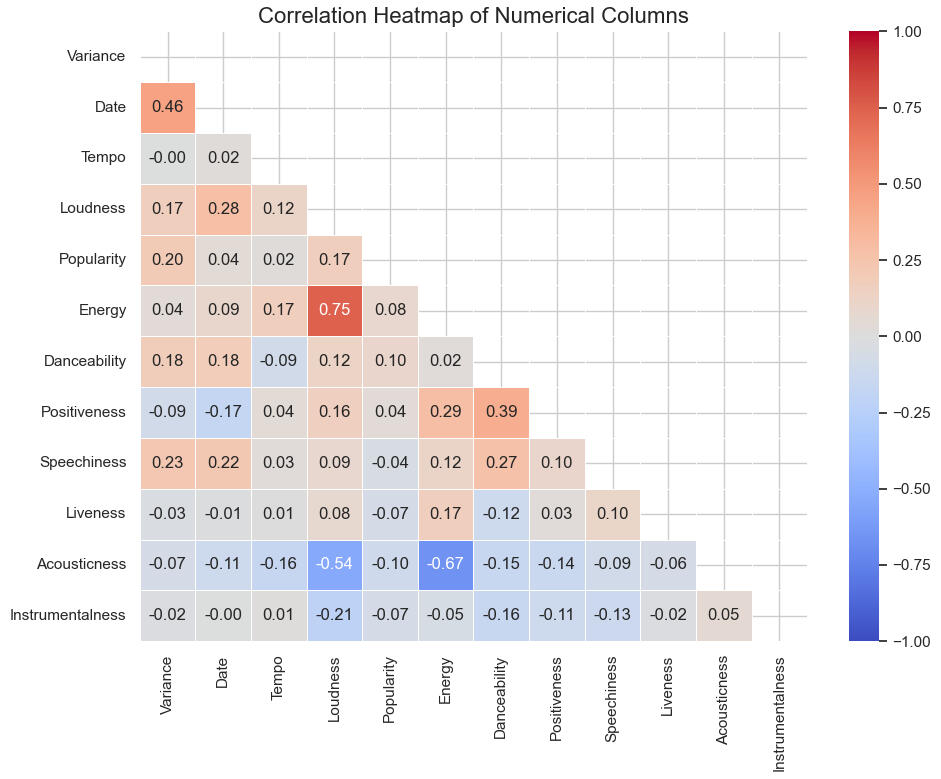 Correlation Heatmap of Numerical Columns
Variance
Date 0.46
Tempo -0.00 0.02
Loudness 0.17 0.28 0.12
Popularity 0.20 0.04 0.02 0.17
Energy 0.04 0.09 0.17 0.75 0.08
Danceability 0.18 0.18 -0.09 0.12 0.10 0.02
Positiveness -0.09 -0.17 0.04 0.16 0.04 0.29 0.39
Speechiness 0.23 0.22 0.03 0.09 -0.04 0.12 0.27 0.10
Liveness -0.03 -0.01 0.01 0.08 -0.07 0.17 -0.12 0.03 0.10
Acousticness -0.07 -0.11 -0.16 -0.54 -0.10 -0.67 -0.15 -0.14 -0.09 -0.06
Instrumentalness -0.02 -0.00 0.01 -0.21 -0.07 -0.05 -0.16 -0.11 -0.13 -0.02 0.05
Variance
Date
Tempo
Loudness
Popularity
Energy
Danceability
Positiveness
Speechiness
Liveness
Acousticness
Instrumentalness
1.00
0.75
0.50
0.25
0.00
−0.25
−0.50
−0.75
−1.00